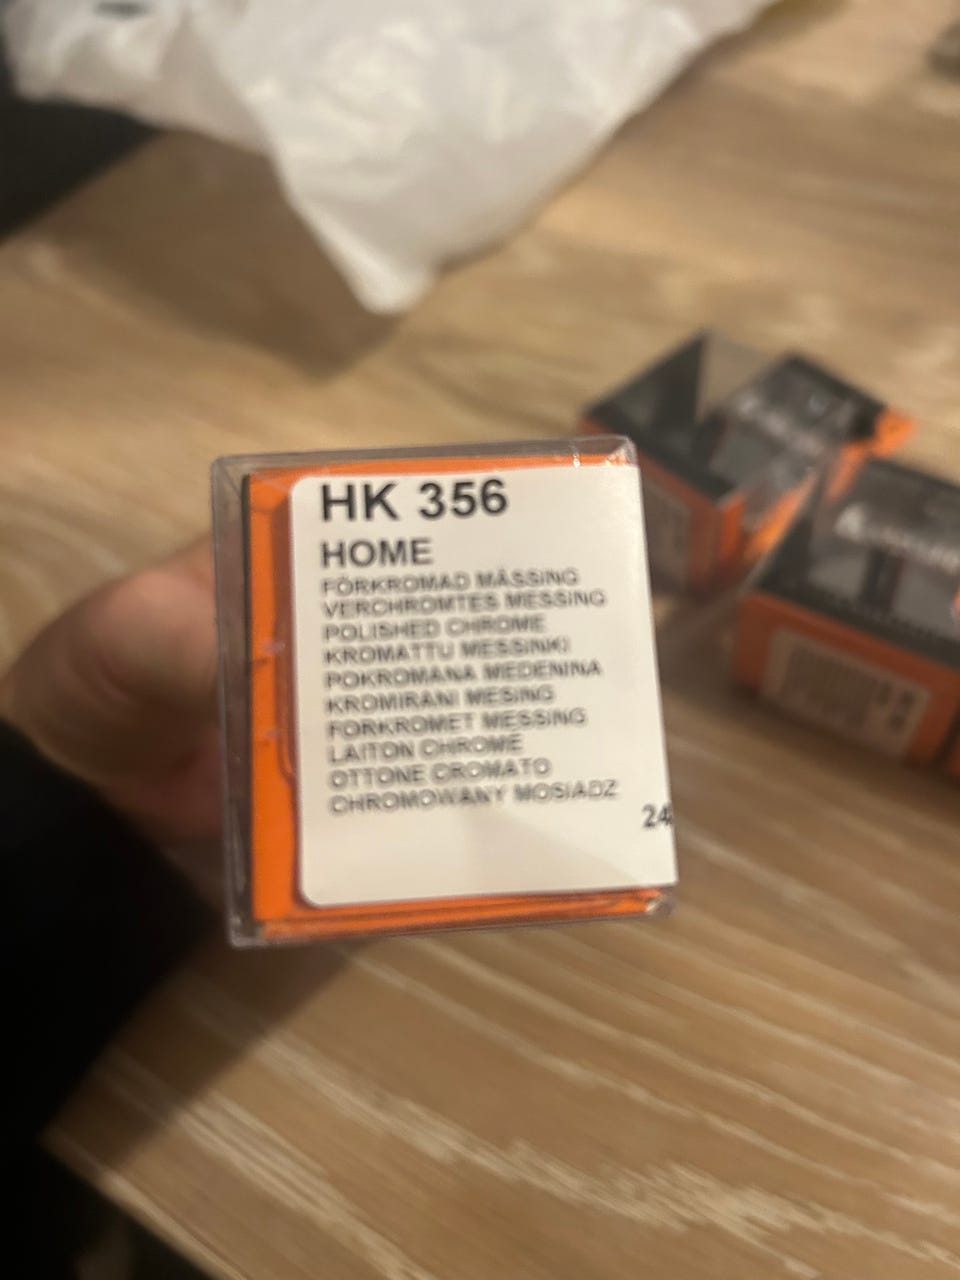 HK 356
HOME
FÖRKROMAD MÄSSING
VERCHROMTES MESSING
POLISHED CHROME
KROMATTU MESSINKI
POKROMANA MEDENINA
KROMIRANI MESING
FORKROMET MESSING
LAITON CHROME
OTTONE CROMATO
CHROMOWANY MOSIADZ
24